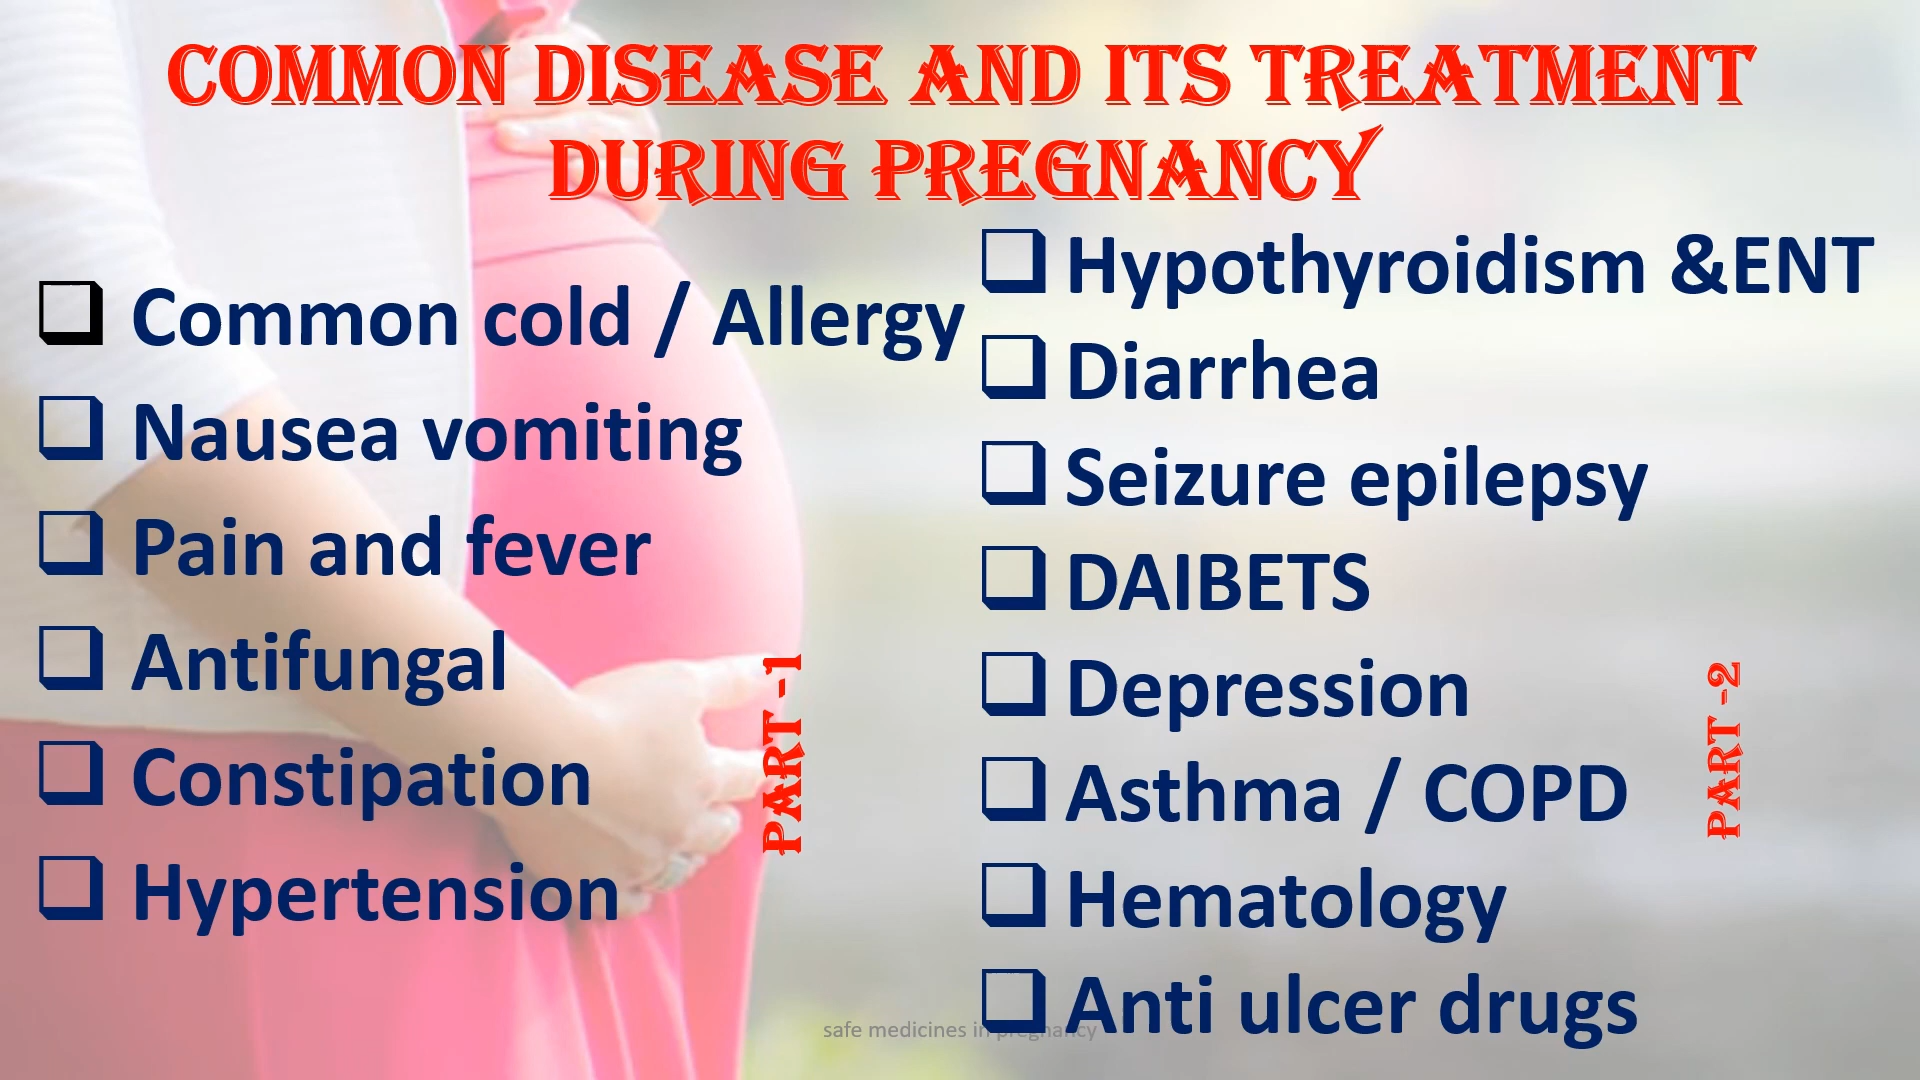 COMMON DISEASE AND ITS TREATMENT
DURING PREGNANCY
Common cold / Allergy
Nausea vomiting
Pain and fever
Antifungal
Constipation
Hypertension
PART -1
Hypothyroidism &ENT
Diarrhea
Seizure epilepsy
DAIBETS
Depression
Asthma / COPD
Hematology
Anti ulcer drugs
PART -2
safe medicines in pregnancy